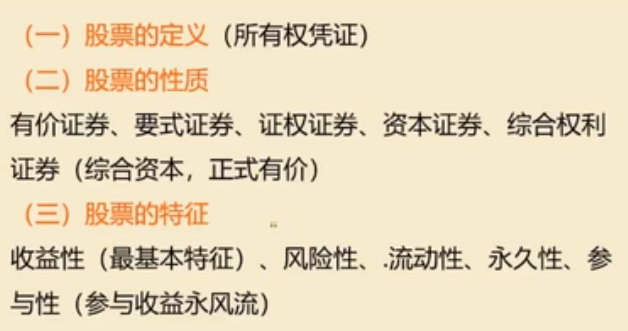 （一）股票的定义（所有权凭证）
（二）股票的性质
有价证券、要式证券、证权证券、资本证券、综合权利
证券（综合资本，正式有价）
（三）股票的特征
收益性（最基本特征）、风险性、.流动性、永久性、参
与性（参与收益永风流）